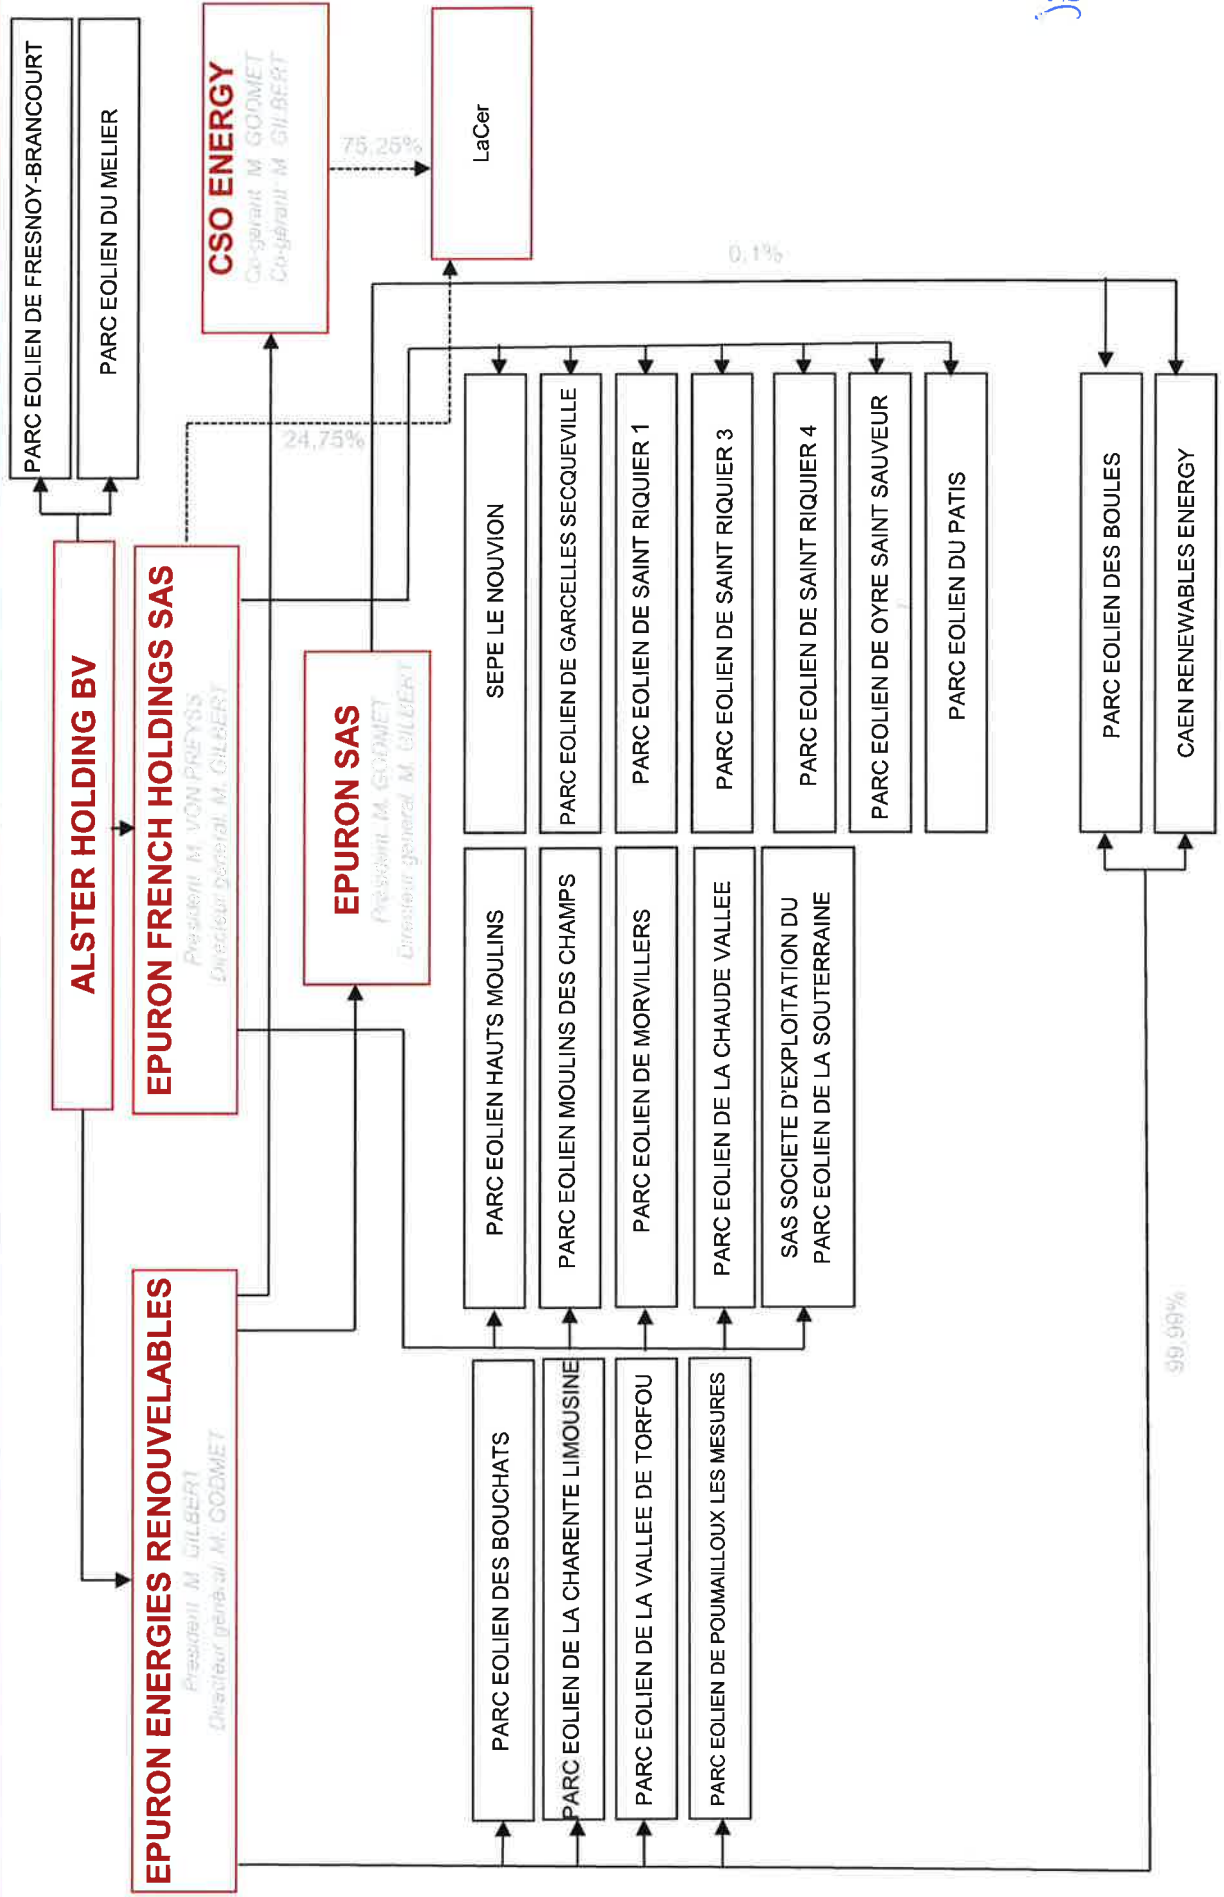 ALSTER HOLDING BV
PARC EOLIEN DE FRESNOY-BRANCOURT
PARC EOLIEN DU MELIER
EPURON ENERGIES RENOUVELABLES
Président M GILBERT
Directeur général M. GODMET
EPURON FRENCH HOLDINGS SAS
Président M VON PREYSS
Directeur général, M. GILBERT
CSO ENERGY
Co-gérant M GODMET
Co-gérant M GILBERT
EPURON SAS
Président M. GODMET
Directeur général, M. GILBERT
24,75%
75,25%
LaCer
PARC EOLIEN DES BOUCHATS
PARC EOLIEN DE LA CHARENTE LIMOUSINE
PARC EOLIEN DE LA VALLEE DE TORFOU
PARC EOLIEN DE POUMAILLOUX LES MESURES
PARC EOLIEN HAUTS MOULINS
PARC EOLIEN MOULINS DES CHAMPS
PARC EOLIEN DE MORVILLERS
PARC EOLIEN DE LA CHAUDE VALLEE
SAS SOCIETE D'EXPLOITATION DU
PARC EOLIEN DE LA SOUTERRAINE
SEPE LE NOUVION
PARC EOLIEN DE GARCELLES SECQUEVILLE
PARC EOLIEN DE SAINT RIQUIER 1
PARC EOLIEN DE SAINT RIQUIER 3
PARC EOLIEN DE SAINT RIQUIER 4
PARC EOLIEN DE OYRE SAINT SAUVEUR
PARC EOLIEN DU PATIS
0,1%
PARC EOLIEN DES BOULES
CAEN RENEWABLES ENERGY
99,99%